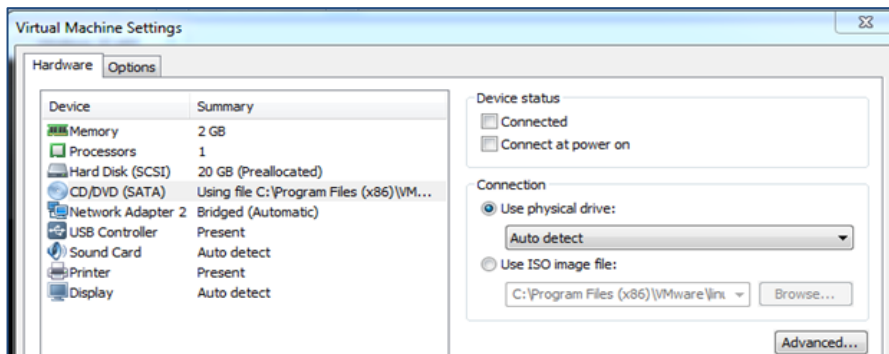 Virtual Machine Settings
Hardware Options
Device Summary
Memory 2 GB
Processors 1
Hard Disk (SCSI) 20 GB (Preallocated)
CD/DVD (SATA) Using file C:\Program Files (x86)\VM...
Network Adapter 2 Bridged (Automatic)
USB Controller Present
Sound Card Auto detect
Printer Present
Display Auto detect
Device status
Connected
Connect at power on
Connection
Use physical drive:
Auto detect
Use ISO image file:
C:\Program Files (x86)\VMware\linu Browse...
Advanced...